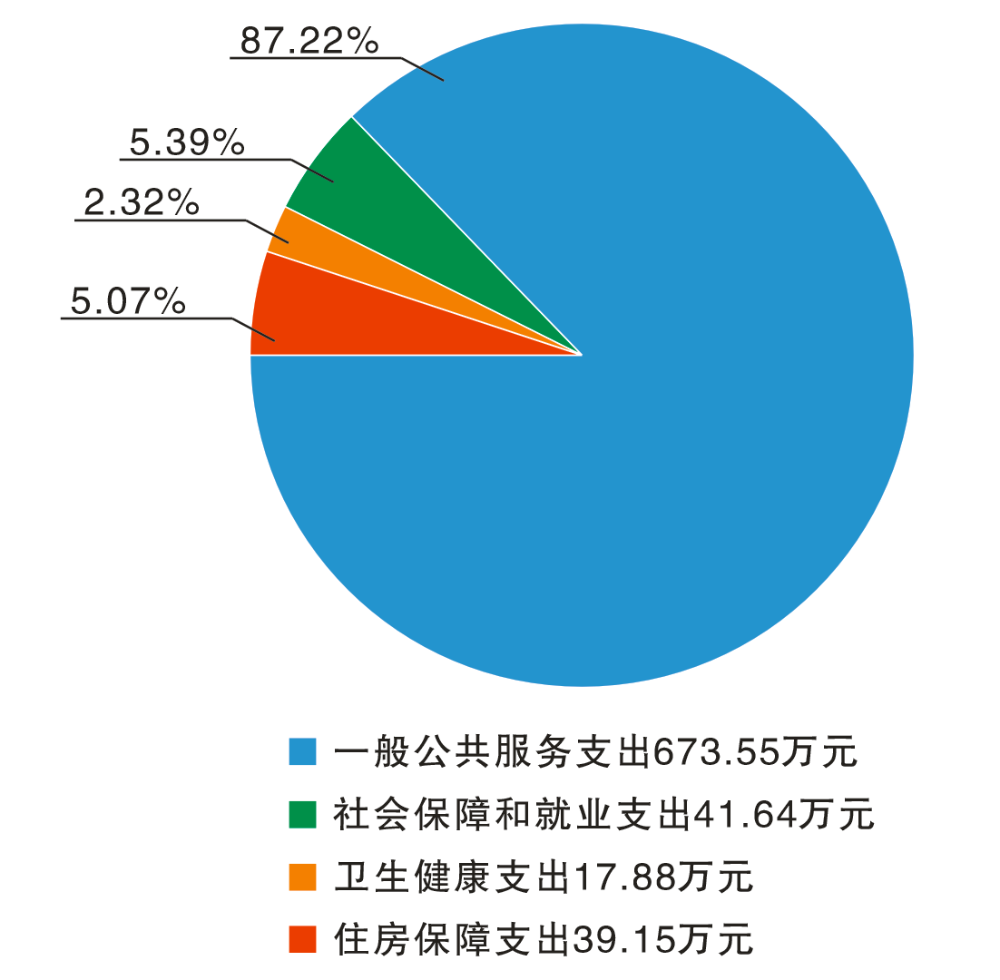 87.22%
5.39%
2.32%
5.07%
一般公共服务支出673.55万元
社会保障和就业支出41.64万元
卫生健康支出17.88万元
住房保障支出39.15万元